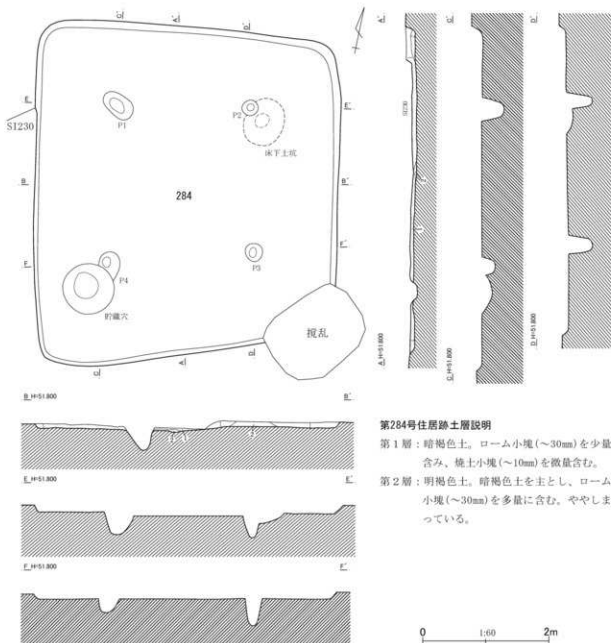 C'
A'
D'
E
E'
SI230
P1
P2
床下土坑
B
B'
284
F
F'
P4
P3
貯蔵穴
撹乱
C
A
D
A'
C'
D'
SI230
2
1
A H=51.800
C H=51.800
D H=51.800
B H=51.800
B'
E H=51.800
E'
F H=51.800
F'
第284号住居跡土層説明
第1層：暗褐色土。ローム小塊(～30mm)を少量
含み、焼土小塊(～10mm)を微量含む。
第2層：明褐色土。暗褐色土を主とし、ローム
小塊(～30mm)を多量に含む。ややしま
っている。
0
1:60
2m